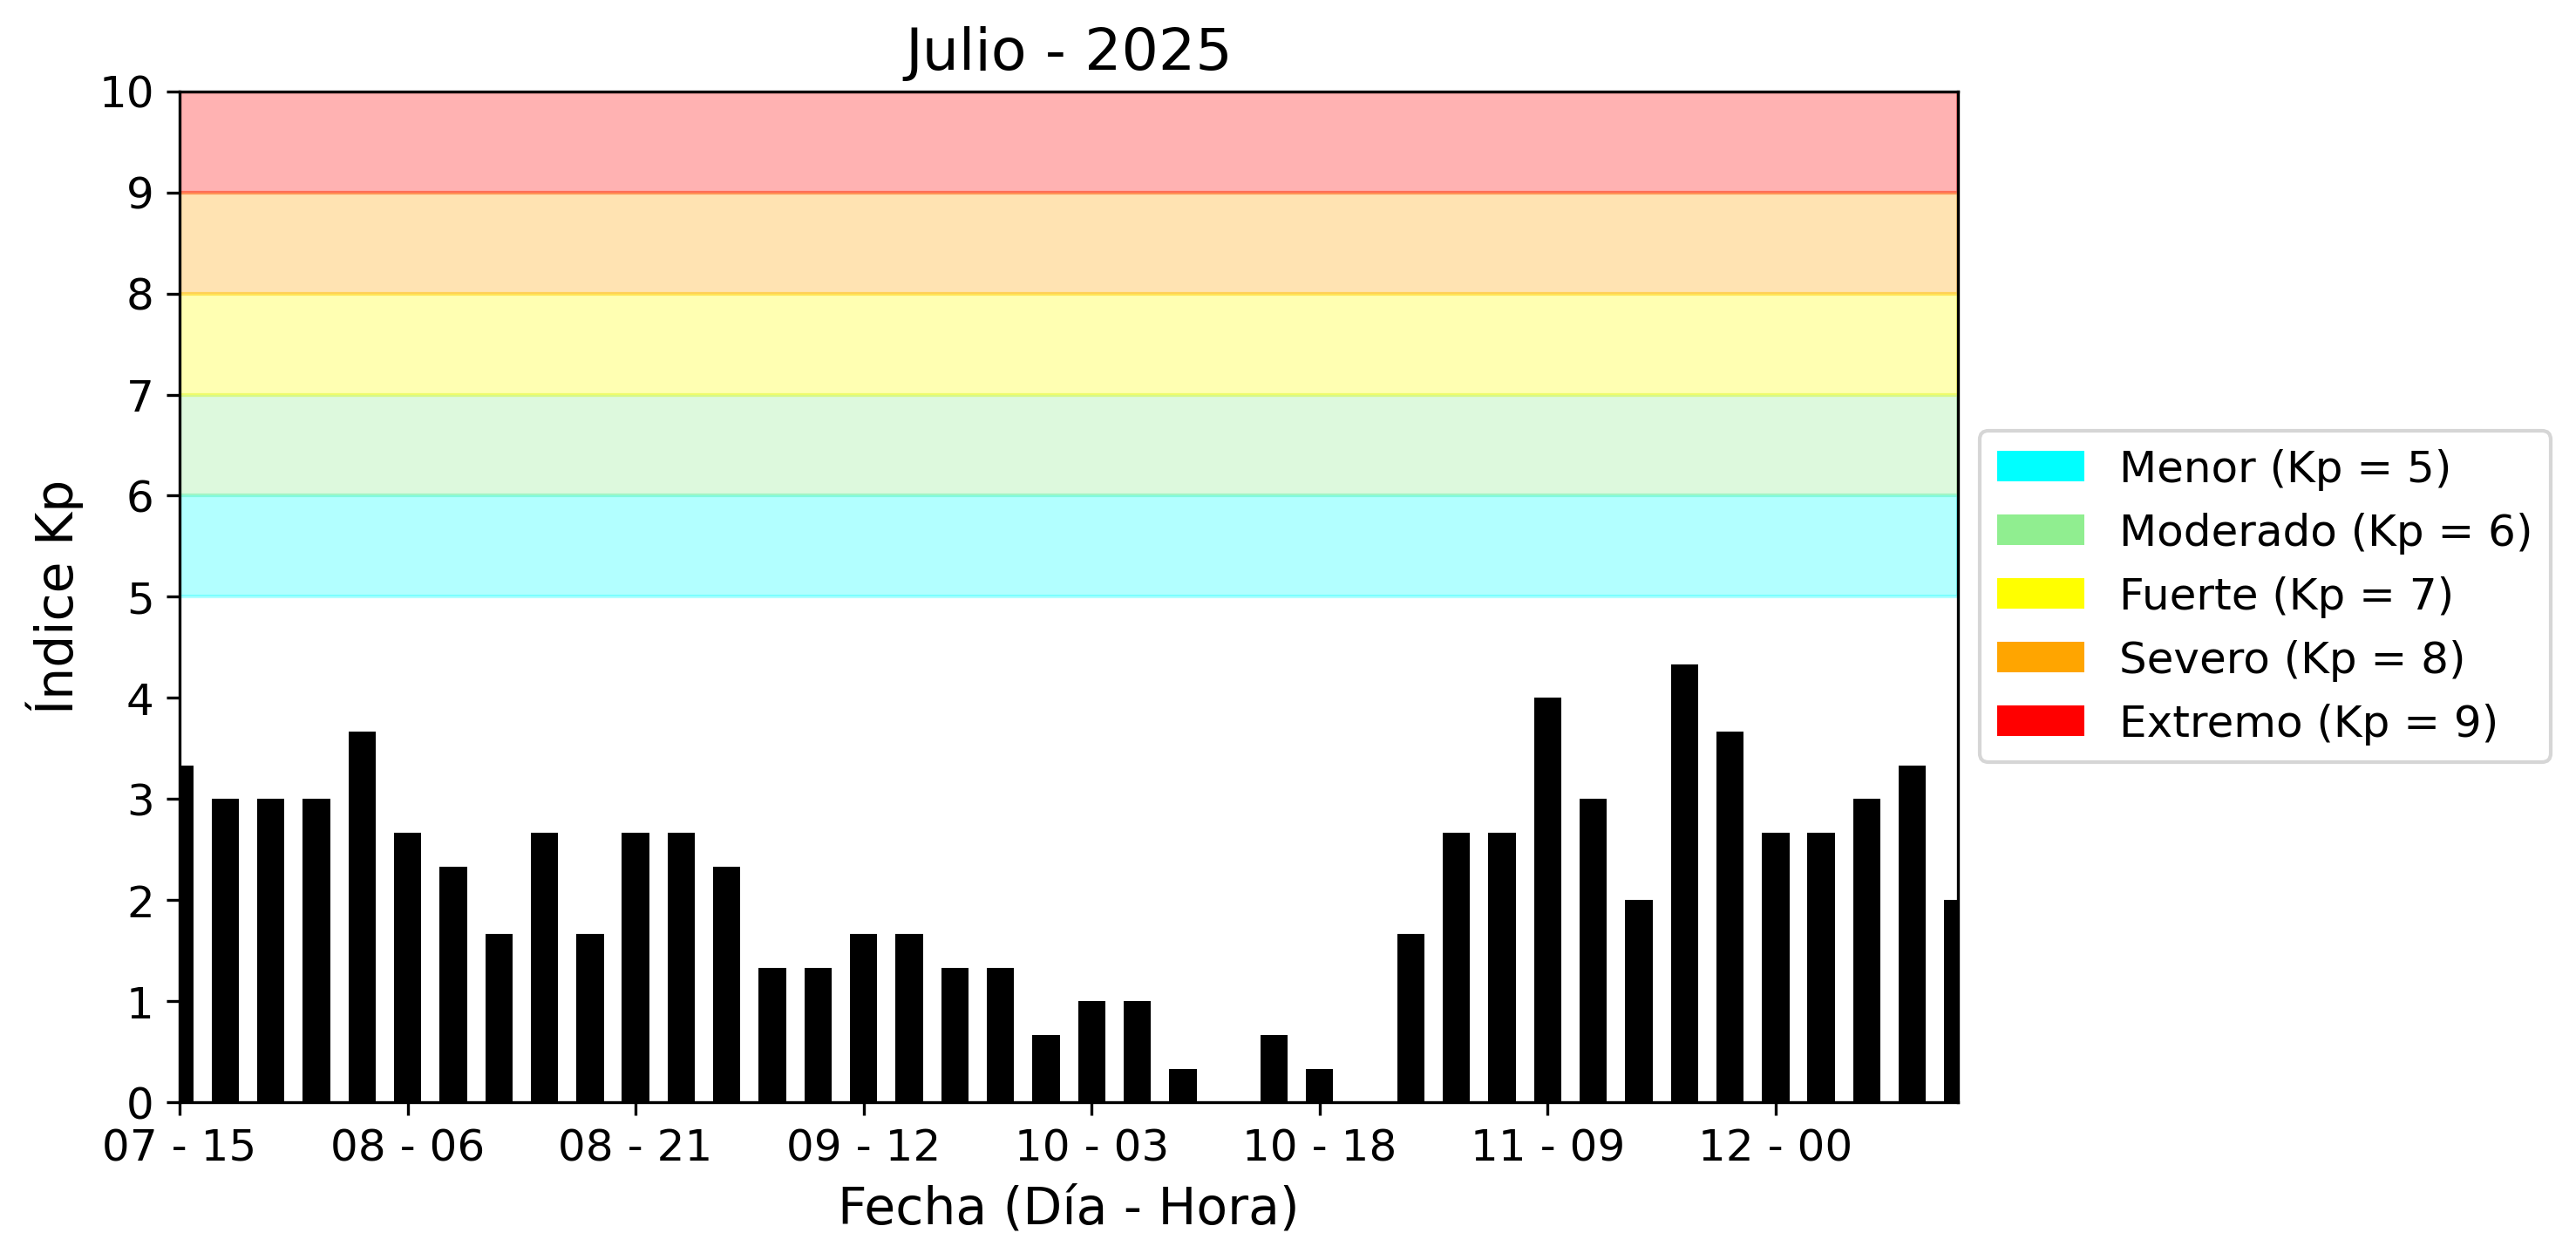 Julio - 2025
10
9
8
7
6
5
4
3
2
1
0
Índice Kp
07 - 15 08 - 06 08 - 21 09 - 12 10 - 03 10 - 18 11 - 09 12 - 00
Fecha (Día - Hora)
Menor (Kp = 5)
Moderado (Kp = 6)
Fuerte (Kp = 7)
Severo (Kp = 8)
Extremo (Kp = 9)